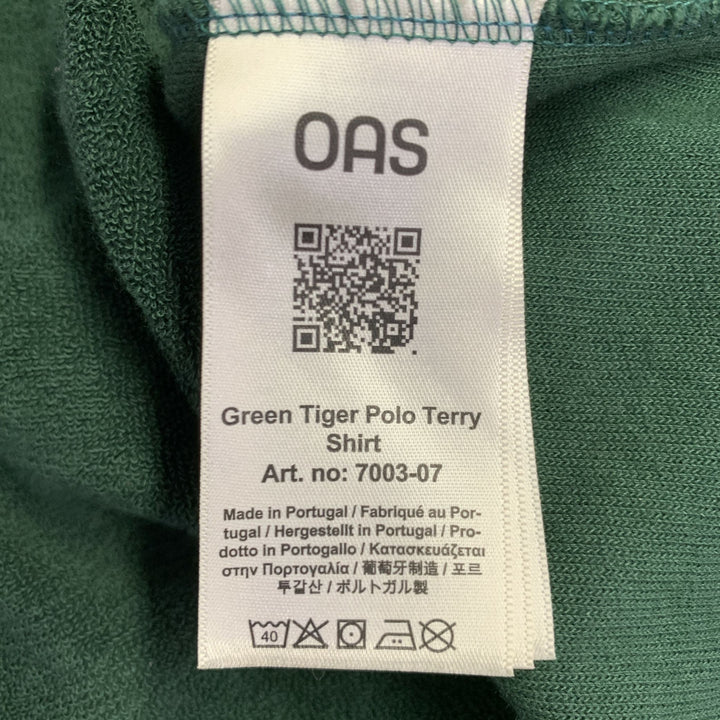 OAS
Green Tiger Polo Terry
Shirt
Art. no: 7003-07
Made in Portugal / Fabriqué au Por-
tugal / Hergestellt in Portugal / Pro-
dotto in Portogallo / Κατασκευάζεται
στην Πορτογαλία / 葡萄牙制造 / 포르
투갈산 / ポルトガル製
40